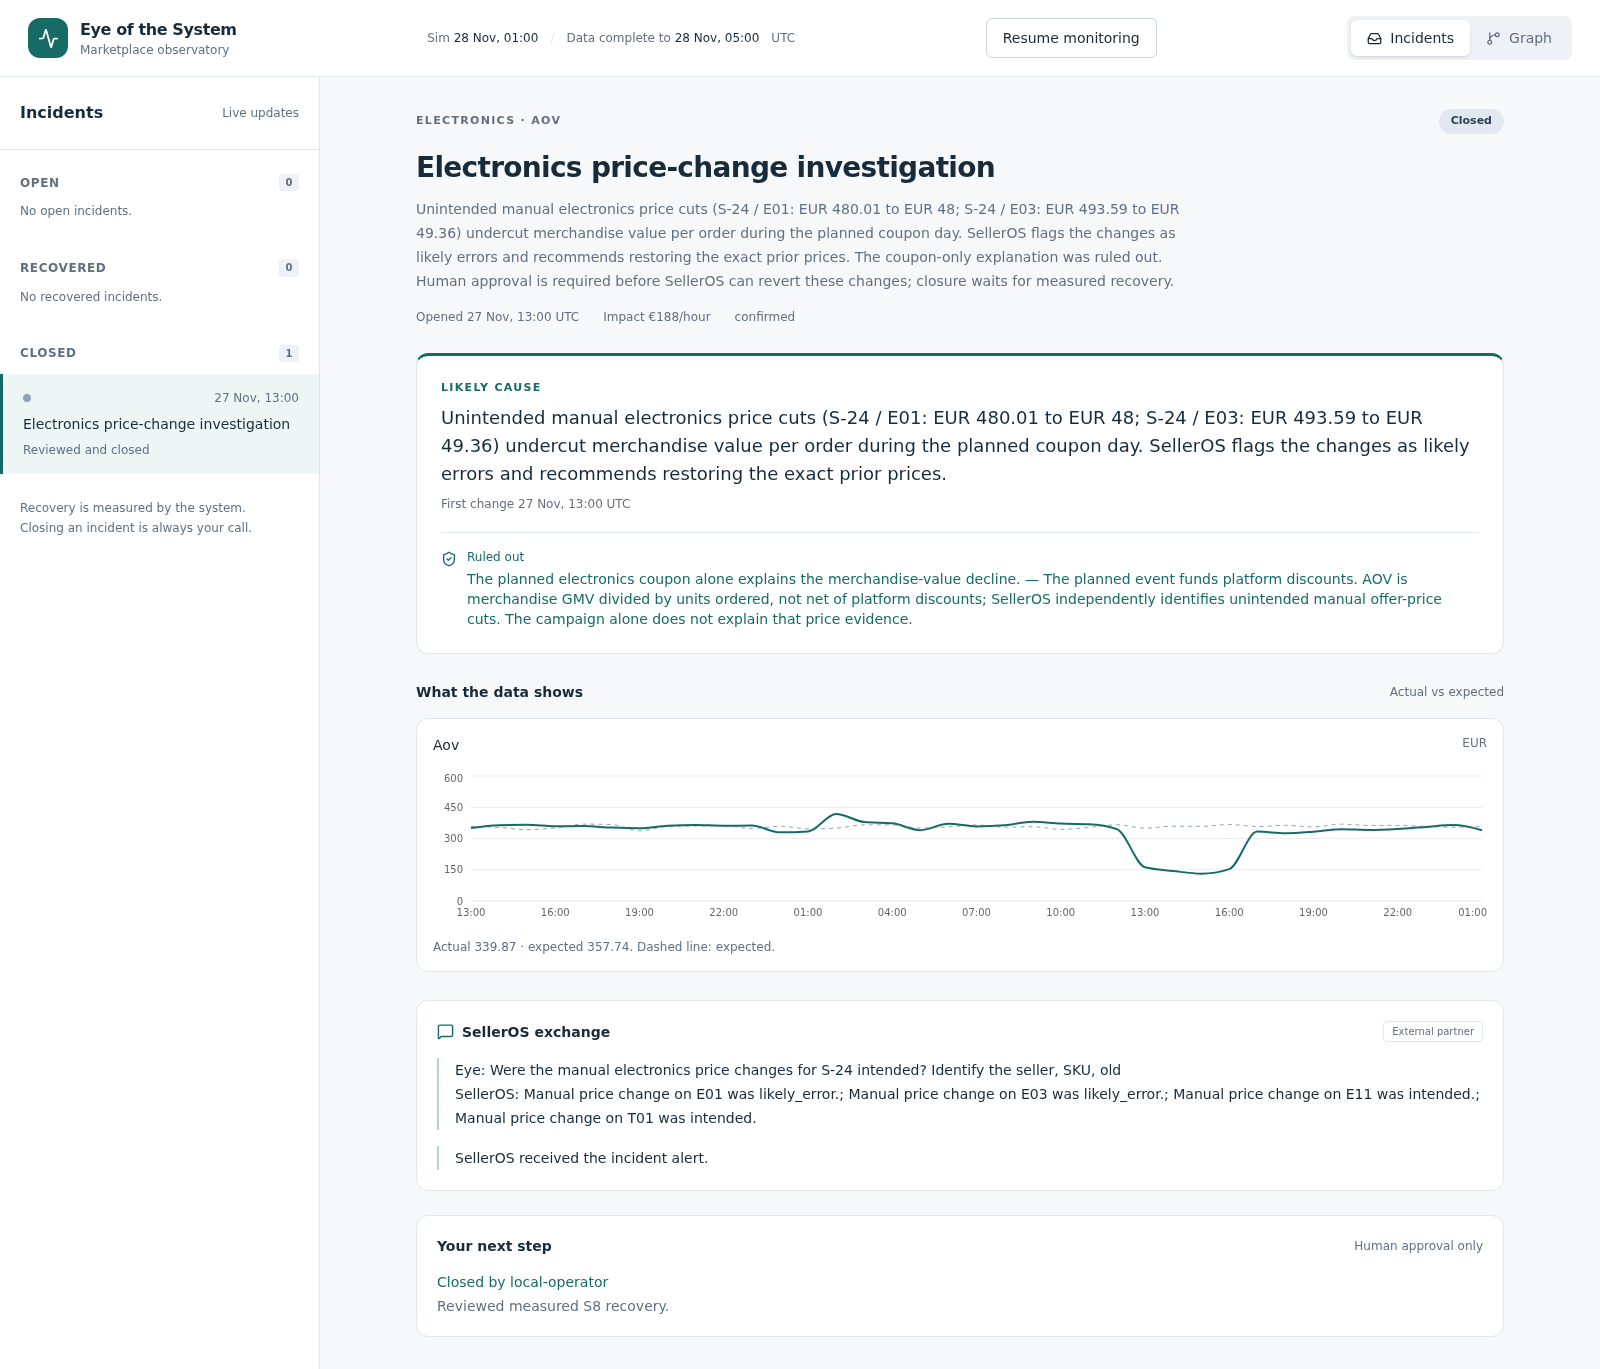 Eye of the System
Marketplace observatory
Sim 28 Nov, 01:00 / Data complete to 28 Nov, 05:00 UTC
Resume monitoring
Incidents
Graph
Incidents
Live updates
OPEN
0
No open incidents.
RECOVERED
0
No recovered incidents.
CLOSED
1
27 Nov, 13:00
Electronics price-change investigation
Reviewed and closed
Recovery is measured by the system.
Closing an incident is always your call.
ELECTRONICS · AOV
Closed
Electronics price-change investigation
Unintended manual electronics price cuts (S-24 / E01: EUR 480.01 to EUR 48; S-24 / E03: EUR 493.59 to EUR
49.36) undercut merchandise value per order during the planned coupon day. SellerOS flags the changes as
likely errors and recommends restoring the exact prior prices. The coupon-only explanation was ruled out.
Human approval is required before SellerOS can revert these changes; closure waits for measured recovery.
Opened 27 Nov, 13:00 UTC
Impact €188/hour
confirmed
LIKELY CAUSE
Unintended manual electronics price cuts (S-24 / E01: EUR 480.01 to EUR 48; S-24 / E03: EUR 493.59 to EUR
49.36) undercut merchandise value per order during the planned coupon day. SellerOS flags the changes as likely
errors and recommends restoring the exact prior prices.
First change 27 Nov, 13:00 UTC
Ruled out
The planned electronics coupon alone explains the merchandise-value decline. — The planned event funds platform discounts. AOV is
merchandise GMV divided by units ordered, not net of platform discounts; SellerOS independently identifies unintended manual offer-price
cuts. The campaign alone does not explain that price evidence.
What the data shows
Actual vs expected
Aov
EUR
600
450
300
150
0
13:00 16:00 19:00 22:00 01:00 04:00 07:00 10:00 13:00 16:00 19:00 22:00 01:00
Actual 339.87 · expected 357.74. Dashed line: expected.
SellerOS exchange
External partner
Eye: Were the manual electronics price changes for S-24 intended? Identify the seller, SKU, old
SellerOS: Manual price change on E01 was likely_error.; Manual price change on E03 was likely_error.; Manual price change on E11 was intended.;
Manual price change on T01 was intended.
SellerOS received the incident alert.
Your next step
Human approval only
Closed by local-operator
Reviewed measured S8 recovery.